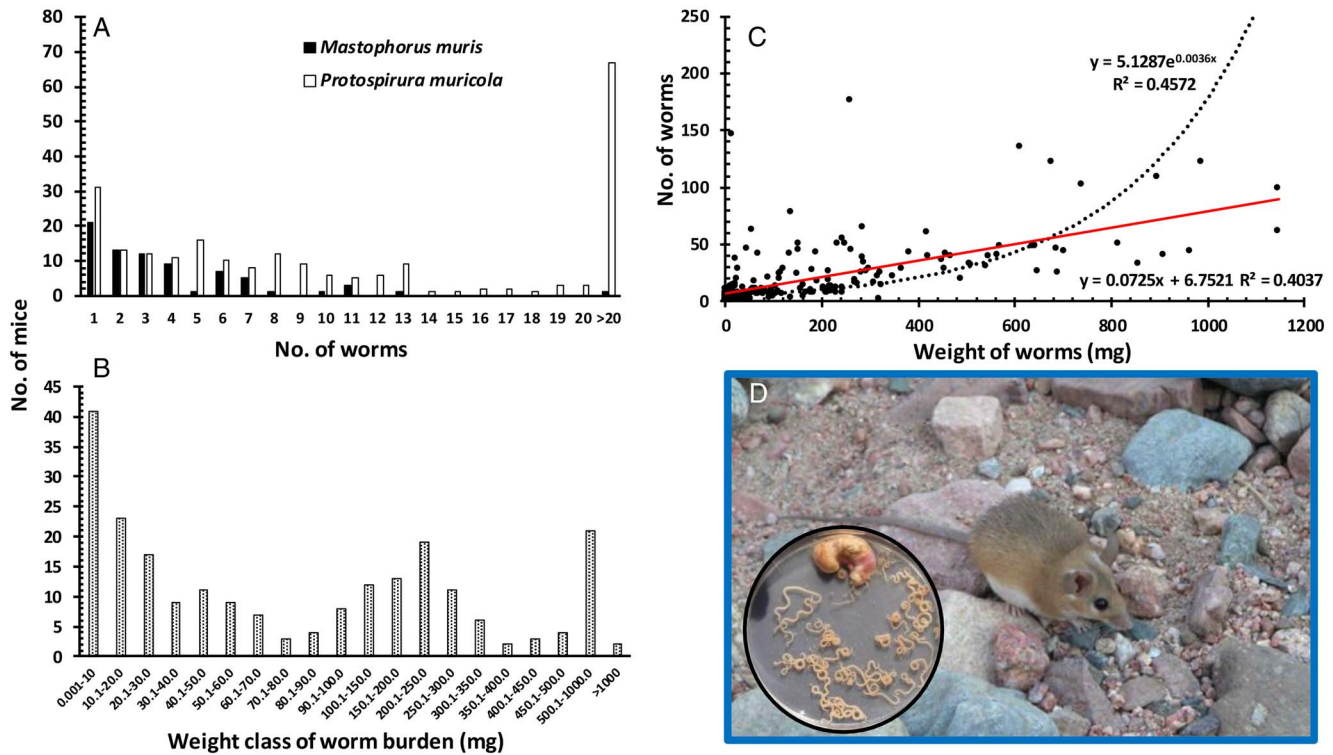 A
80
70
60
50
40
30
20
10
0
Mastophorus muris
Protospirura muricola
1 2 3 4 5 6 7 8 9 10 11 12 13 14 15 16 17 18 19 20 >20
No. of worms
No. of mice
B
45
40
35
30
25
20
15
10
5
0
0.001-10 10.1-20.0 20.1-30.0 30.1-40.0 40.1-50.0 50.1-60.0 60.1-70.0 70.1-80.0 80.1-90.0 90.1-100.0 100.1-150.0 150.1-200.0 200.1-250.0 250.1-300.0 300.1-350.0 350.1-400.0 400.1-450.0 450.1-500.0 500.1-1000.0 >1000
Weight class of worm burden (mg)
C
No. of worms
250
200
150
100
50
0
y = 5.1287e^0.0036x
R² = 0.4572
y = 0.0725x + 6.7521 R² = 0.4037
0 200 400 600 800 1000 1200
Weight of worms (mg)
D